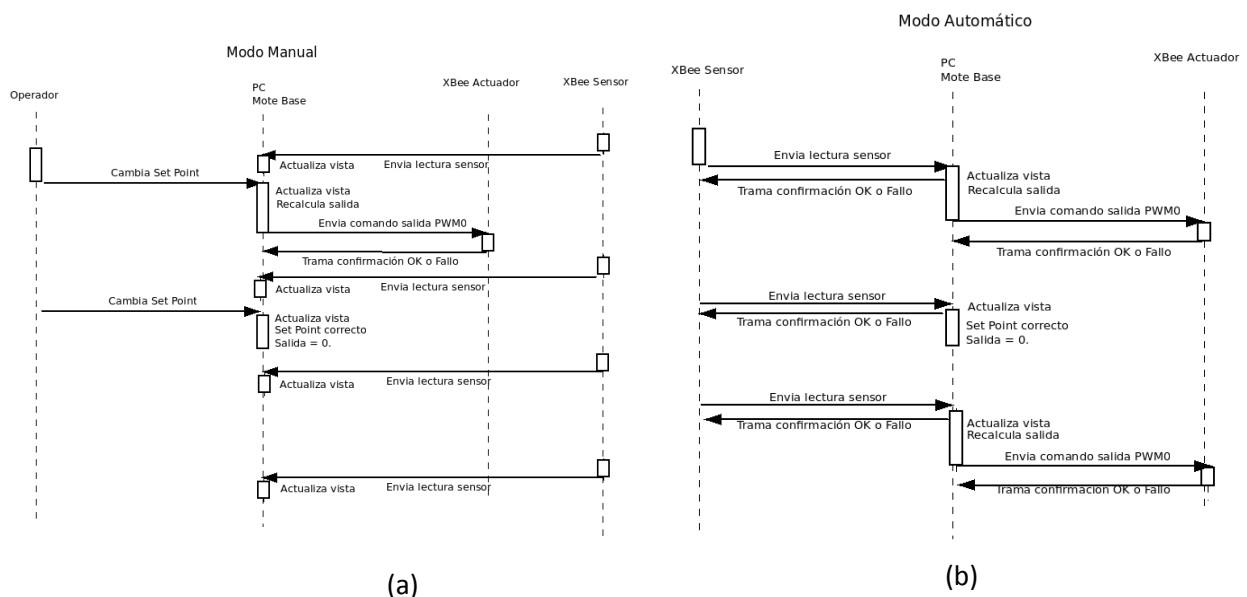 Modo Manual
Operador
PC
Mote Base
XBee Actuador
XBee Sensor
Envia lectura sensor
Actualiza vista
Cambia Set Point
Actualiza vista
Recalcula salida
Envia comando salida PWM0
Trama confirmación OK o Fallo
Envia lectura sensor
Actualiza vista
Cambia Set Point
Actualiza vista
Set Point correcto
Salida = 0.
Envia lectura sensor
Actualiza vista
Envia lectura sensor
Actualiza vista
(a)
Modo Automático
XBee Sensor
PC
Mote Base
XBee Actuador
Envia lectura sensor
Trama confirmación OK o Fallo
Actualiza vista
Recalcula salida
Envia comando salida PWM0
Trama confirmación OK o Fallo
Envia lectura sensor
Trama confirmación OK o Fallo
Actualiza vista
Set Point correcto
Salida = 0.
Envia lectura sensor
Trama confirmación OK o Fallo
Actualiza vista
Recalcula salida
Envia comando salida PWM0
Trama confirmación OK o Fallo
(b)